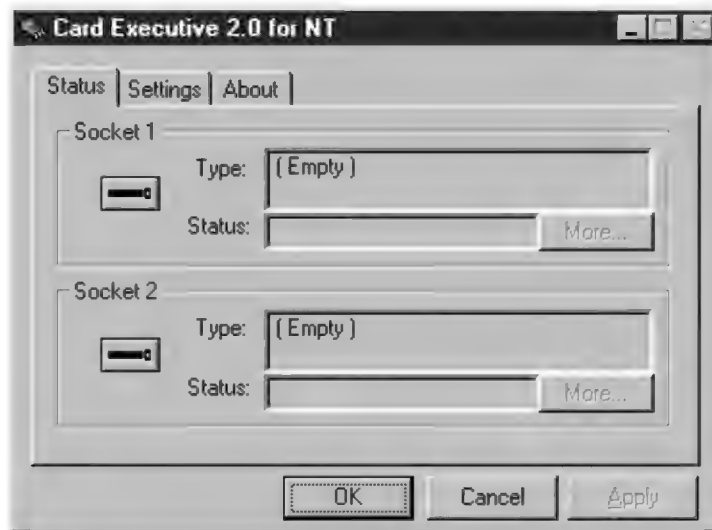 Card Executive 2.0 for NT
Status Settings About
Socket 1
Type: ( Empty )
Status: More...
Socket 2
Type: ( Empty )
Status: More...
OK Cancel Apply